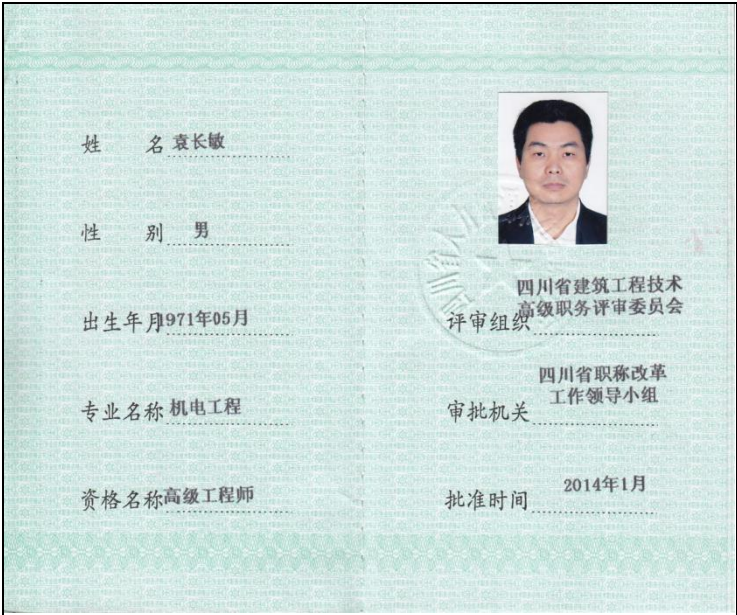 姓名 袁长敏
性别 男
出生年月 1971年05月
专业名称 机电工程
资格名称 高级工程师
四川省建筑工程技术
评审组织 高级职务评审委员会
四川省职称改革
审批机关 工作领导小组
批准时间 2014年1月